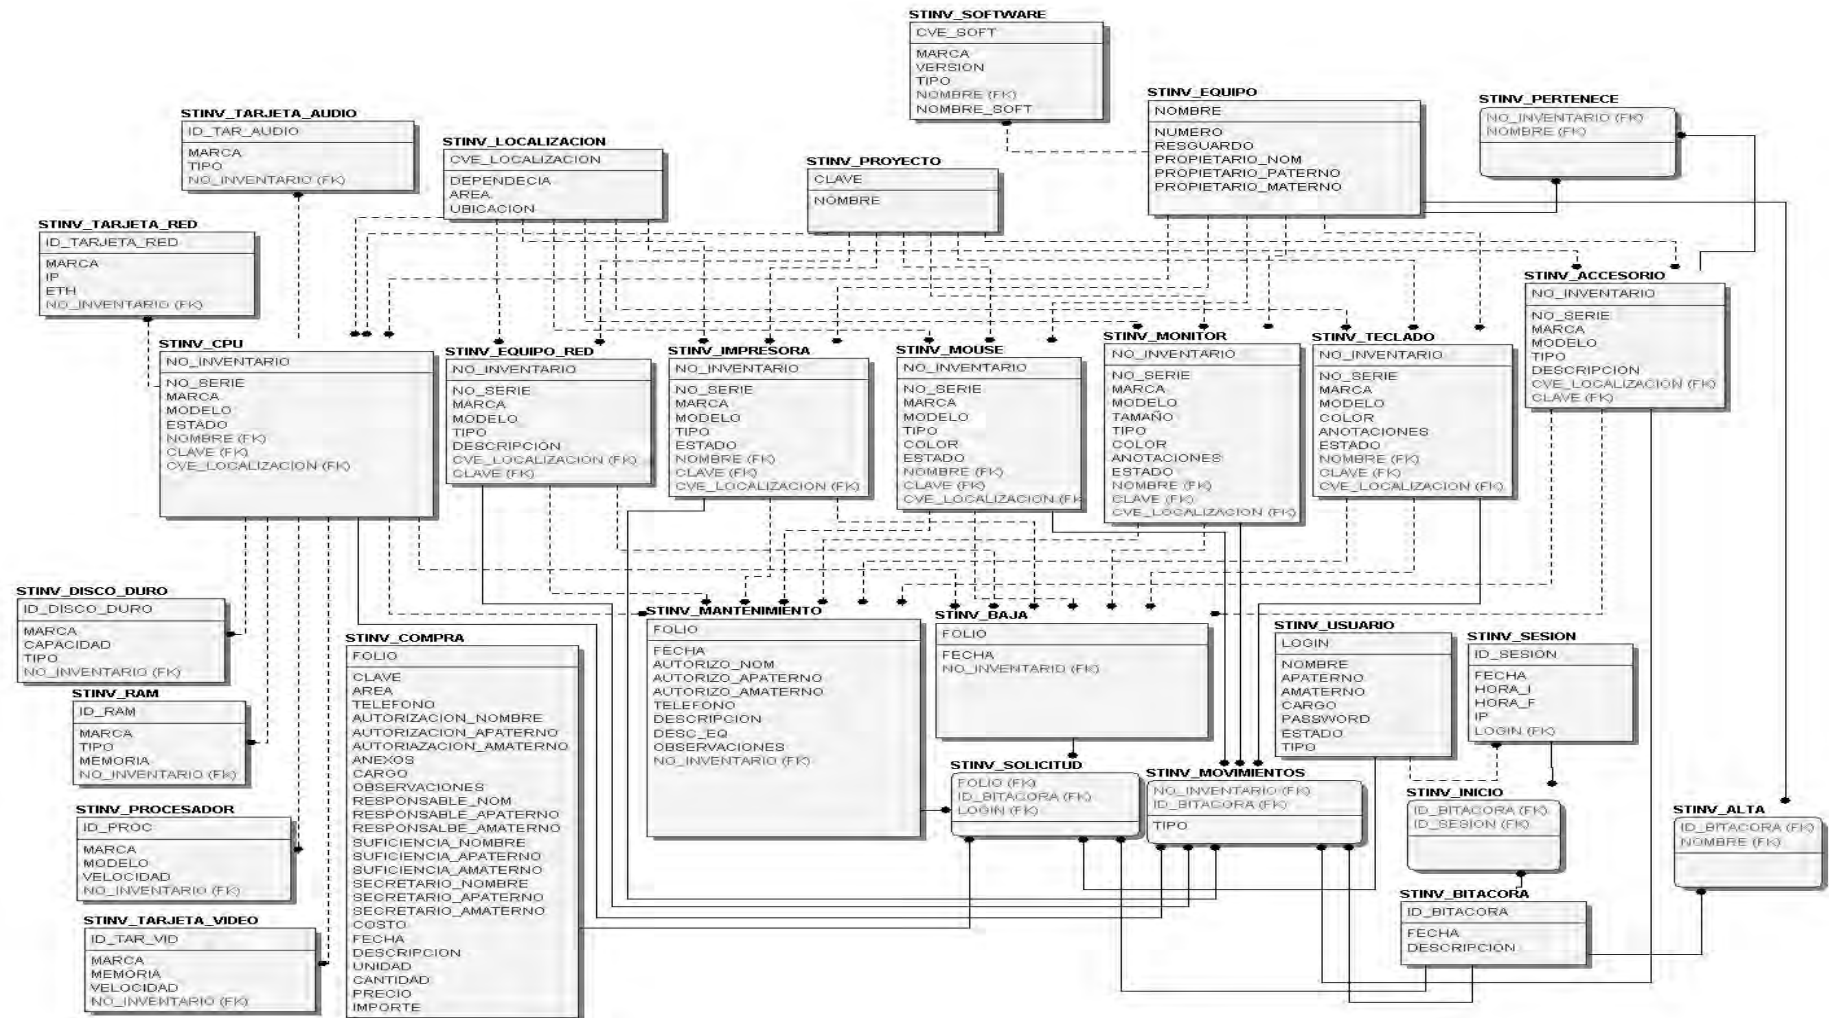 STINV_SOFTWARE
CVE_SOFT
MARCA
VERSION
TIPO
NOMBRE (FK)
NOMBRE_SOFT
STINV_EQUIPO
NOMBRE
NUMERO
RESGUARDO
PROPIETARIO_NOM
PROPIETARIO_PATERNO
PROPIETARIO_MATERNO
STINV_PERTENECE
NO_INVENTARIO (FK)
NOMBRE (FK)
STINV_TARJETA_AUDIO
ID_TAR_AUDIO
MARCA
TIPO
NO_INVENTARIO (FK)
STINV_LOCALIZACION
CVE_LOCALIZACION
DEPENDECIA
AREA
UBICACION
STINV_PROYECTO
CLAVE
NOMBRE
STINV_TARJETA_RED
ID_TARJETA_RED
MARCA
IP
ETH
NO_INVENTARIO (FK)
STINV_CPU
NO_INVENTARIO
NO_SERIE
MARCA
MODELO
ESTADO
NOMBRE (FK)
CLAVE (FK)
CVE_LOCALIZACION (FK)
STINV_EQUIPO_RED
NO_INVENTARIO
NO_SERIE
MARCA
MODELO
TIPO
DESCRIPCIÓN
CVE_LOCALIZACION (FK)
CLAVE (FK)
STINV_IMPRESORA
NO_INVENTARIO
NO_SERIE
MARCA
MODELO
TIPO
ESTADO
NOMBRE (FK)
CLAVE (FK)
CVE_LOCALIZACION (FK)
STINV_MOUSE
NO_INVENTARIO
NO_SERIE
MARCA
MODELO
TIPO
COLOR
ESTADO
NOMBRE (FK)
CLAVE (FK)
CVE_LOCALIZACION (FK
STINV_MONITOR
NO_INVENTARIO
NO_SERIE
MARCA
MODELO
TAMAÑO
TIPO
COLOR
ANOTACIONES
ESTADO
NOMBRE (FK)
CLAVE (FK)
CVE_LOCALIZACION (FK)
STINV_TECLADO
NO_INVENTARIO
NO_SERIE
MARCA
MODELO
COLOR
ANOTACIONES
ESTADO
NOMBRE (FK)
CLAVE (FK)
CVE_LOCALIZACION (FK)
STINV_ACCESORIO
NO_INVENTARIO
NO_SERIE
MARCA
MODELO
TIPO
DESCRIPCIÓN
CVE_LOCALIZACION (FK)
CLAVE (FK)
STINV_DISCO_DURO
ID_DISCO_DURO
MARCA
CAPACIDAD
TIPO
NO_INVENTARIO (FK)
STINV_RAM
ID_RAM
MARCA
TIPO
MEMORIA
NO_INVENTARIO (FK)
STINV_PROCESADOR
ID_PROC
MARCA
MODELO
VELOCIDAD
NO_INVENTARIO (FK)
STINV_TARJETA_VIDEO
ID_TAR_VID
MARCA
MEMORIA
VELOCIDAD
NO_INVENTARIO (FK)
STINV_COMPRA
FOLIO
CLAVE
AREA
TELEFONO
AUTORIZACION_NOMBRE
AUTORIZACION_APATERNO
AUTORIAZACION_AMATERNO
ANEXOS
CARGO
OBSERVACIONES
RESPONSABLE_NOM
RESPONSABLE_APATERNO
RESPONSALBE_AMATERNO
SUFICIENCIA_NOMBRE
SUFICIENCIA_APATERNO
SUFICIENCIA_AMATERNO
SECRETARIO_NOMBRE
SECRETARIO_APATERNO
SECRETARIO_AMATERNO
COSTO
FECHA
DESCRIPCION
UNIDAD
CANTIDAD
PRECIO
IMPORTE
STINV_MANTENIMIENTO
FOLIO
FECHA
AUTORIZO_NOM
AUTORIZO_APATERNO
AUTORIZO_AMATERNO
TELEFONO
DESCRIPCION
DESC_EQ
OBSERVACIONES
NO_INVENTARIO (FK)
STINV_BAJA
FOLIO
FECHA
NO_INVENTARIO (FK)
STINV_USUARIO
LOGIN
NOMBRE
APATERNO
AMATERNO
CARGO
PASSWORD
ESTADO
TIPO
STINV_SESION
ID_SESION
FECHA
HORA_I
HORA_F
IP
LOGIN (FK)
STINV_SOLICITUD
FOLIO (FK)
ID_BITACORA (FK)
LOGIN (FK)
STINV_MOVIMIENTOS
NO_INVENTARIO (FK)
ID_BITACORA (FK)
TIPO
STINV_INICIO
ID_BITACORA (FK)
ID_SESION (FK)
STINV_ALTA
ID_BITACORA (FK)
NOMBRE (FK)
STINV_BITACORA
ID_BITACORA
FECHA
DESCRIPCIÓN